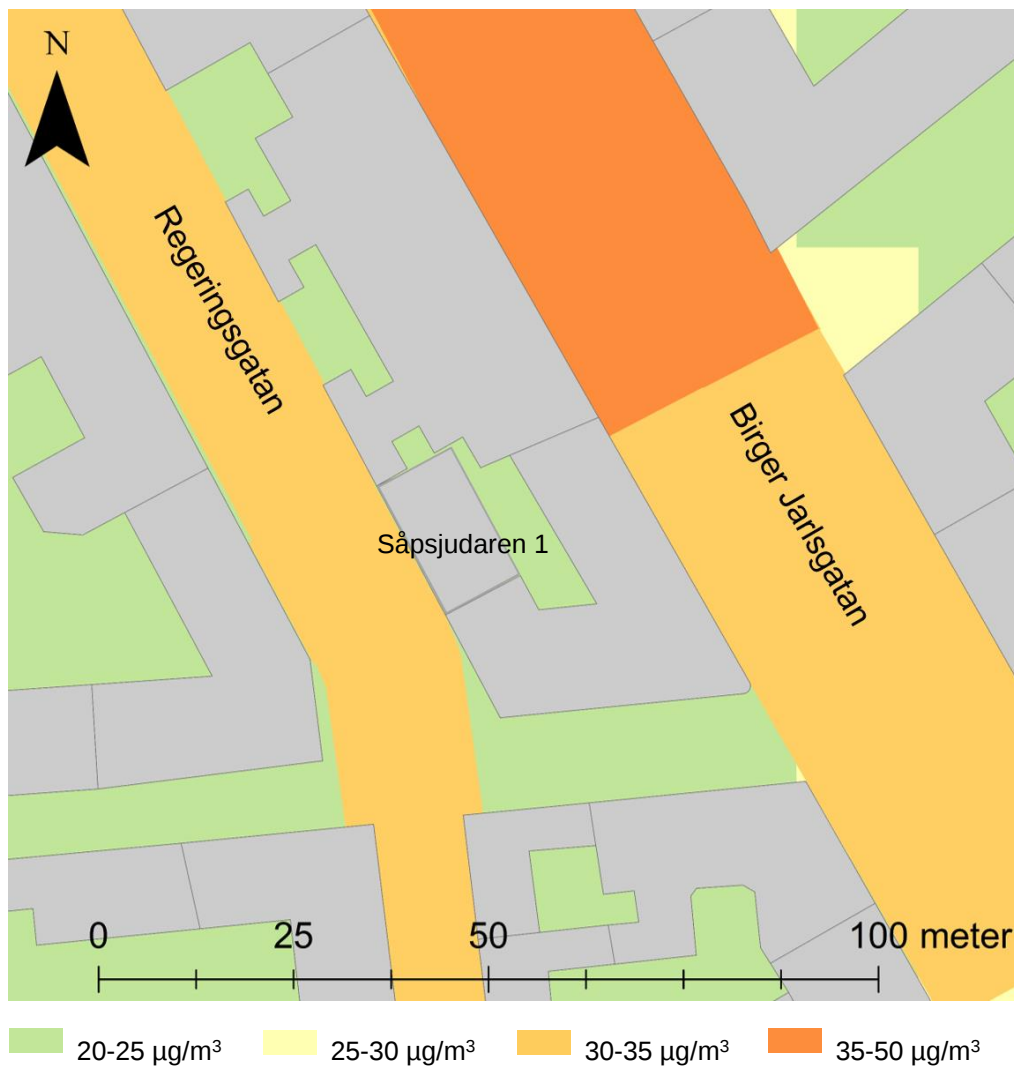 N
Regeringsgatan
Birger Jarlsgatan
Såpsjudaren 1
0 25 50 100 meter
20-25 µg/m³ 25-30 µg/m³ 30-35 µg/m³ 35-50 µg/m³